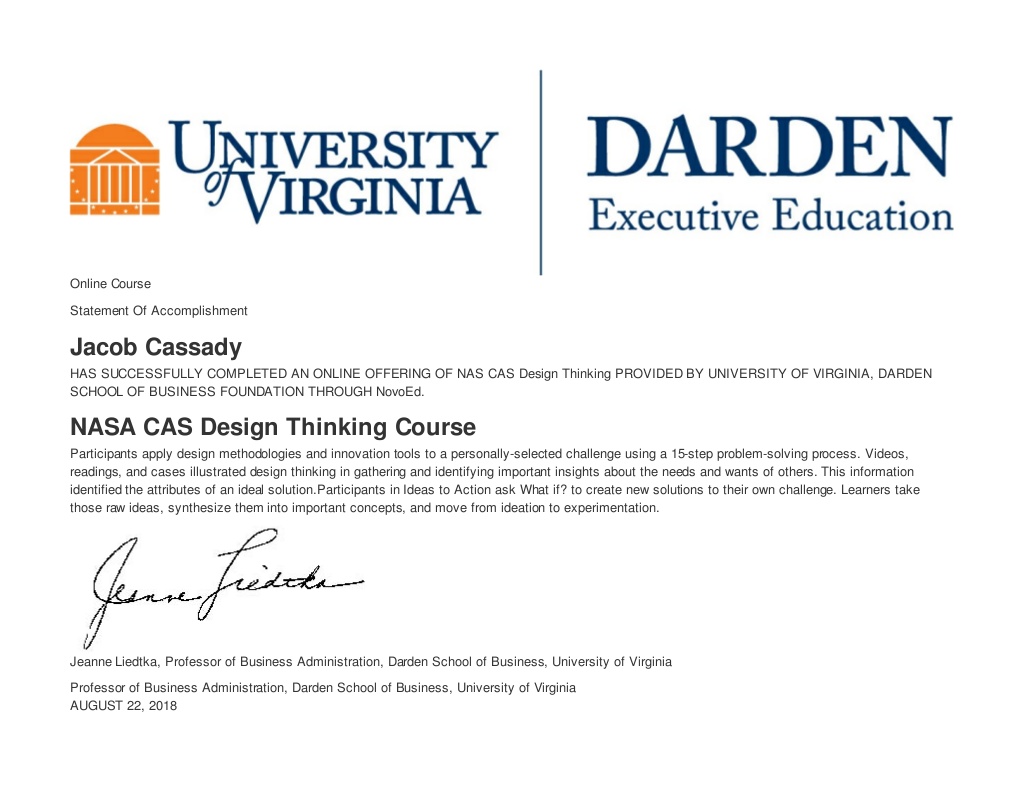 UNIVERSITY
of VIRGINIA
DARDEN
Executive Education
Online Course
Statement Of Accomplishment
Jacob Cassady
HAS SUCCESSFULLY COMPLETED AN ONLINE OFFERING OF NAS CAS Design Thinking PROVIDED BY UNIVERSITY OF VIRGINIA, DARDEN
SCHOOL OF BUSINESS FOUNDATION THROUGH NovoEd.
NASA CAS Design Thinking Course
Participants apply design methodologies and innovation tools to a personally-selected challenge using a 15-step problem-solving process. Videos,
readings, and cases illustrated design thinking in gathering and identifying important insights about the needs and wants of others. This information
identified the attributes of an ideal solution.Participants in Ideas to Action ask What if? to create new solutions to their own challenge. Learners take
those raw ideas, synthesize them into important concepts, and move from ideation to experimentation.
Jeanne Liedtka
Jeanne Liedtka, Professor of Business Administration, Darden School of Business, University of Virginia
Professor of Business Administration, Darden School of Business, University of Virginia
AUGUST 22, 2018